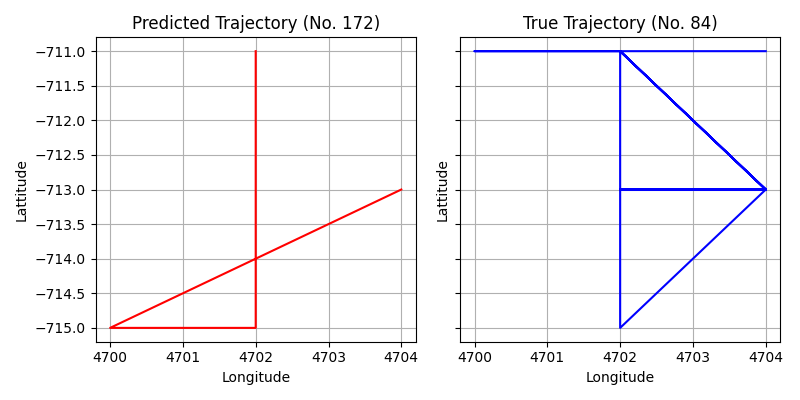 Predicted Trajectory (No. 172)
Lattitude
−711.0
−711.5
−712.0
−712.5
−713.0
−713.5
−714.0
−714.5
−715.0
4700 4701 4702 4703 4704
Longitude
True Trajectory (No. 84)
Lattitude
4700 4701 4702 4703 4704
Longitude